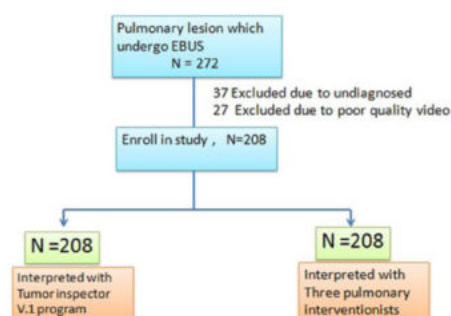 Pulmonary lesion which
undergo EBUS
N = 272
37 Excluded due to undiagnosed
27 Excluded due to poor quality video
Enroll in study , N=208
N =208
N =208
Interpreted with
Tumor inspector
V.1 program
Interpreted with
Three pulmonary
interventionists